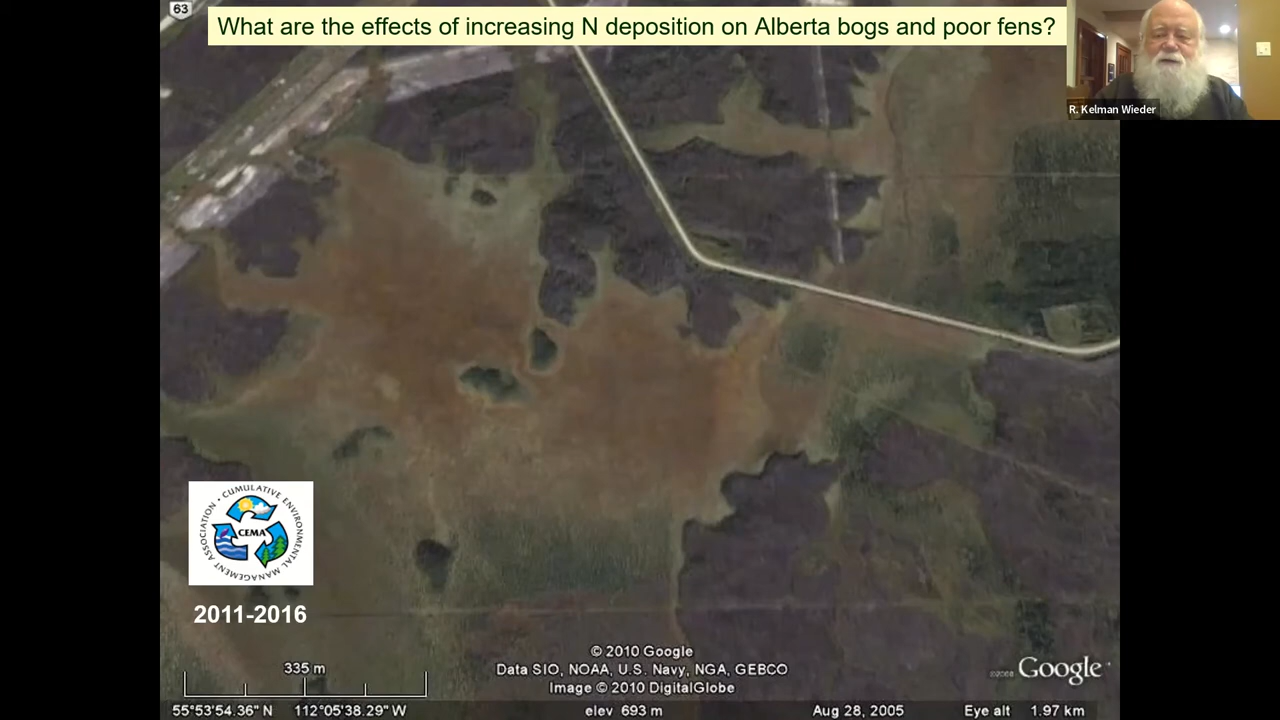 63
What are the effects of increasing N deposition on Alberta bogs and poor fens?
R. Kelman Wieder
CUMULATIVE ENVIRONMENTAL MANAGEMENT ASSOCIATION •
CEMA
2011-2016
© 2010 Google
Data SIO, NOAA, U.S. Navy, NGA, GEBCO
Image © 2010 DigitalGlobe
Google
335 m
55°53'54.36" N 112°05'38.29" W elev 693 m Aug 28, 2005 Eye alt 1.97 km